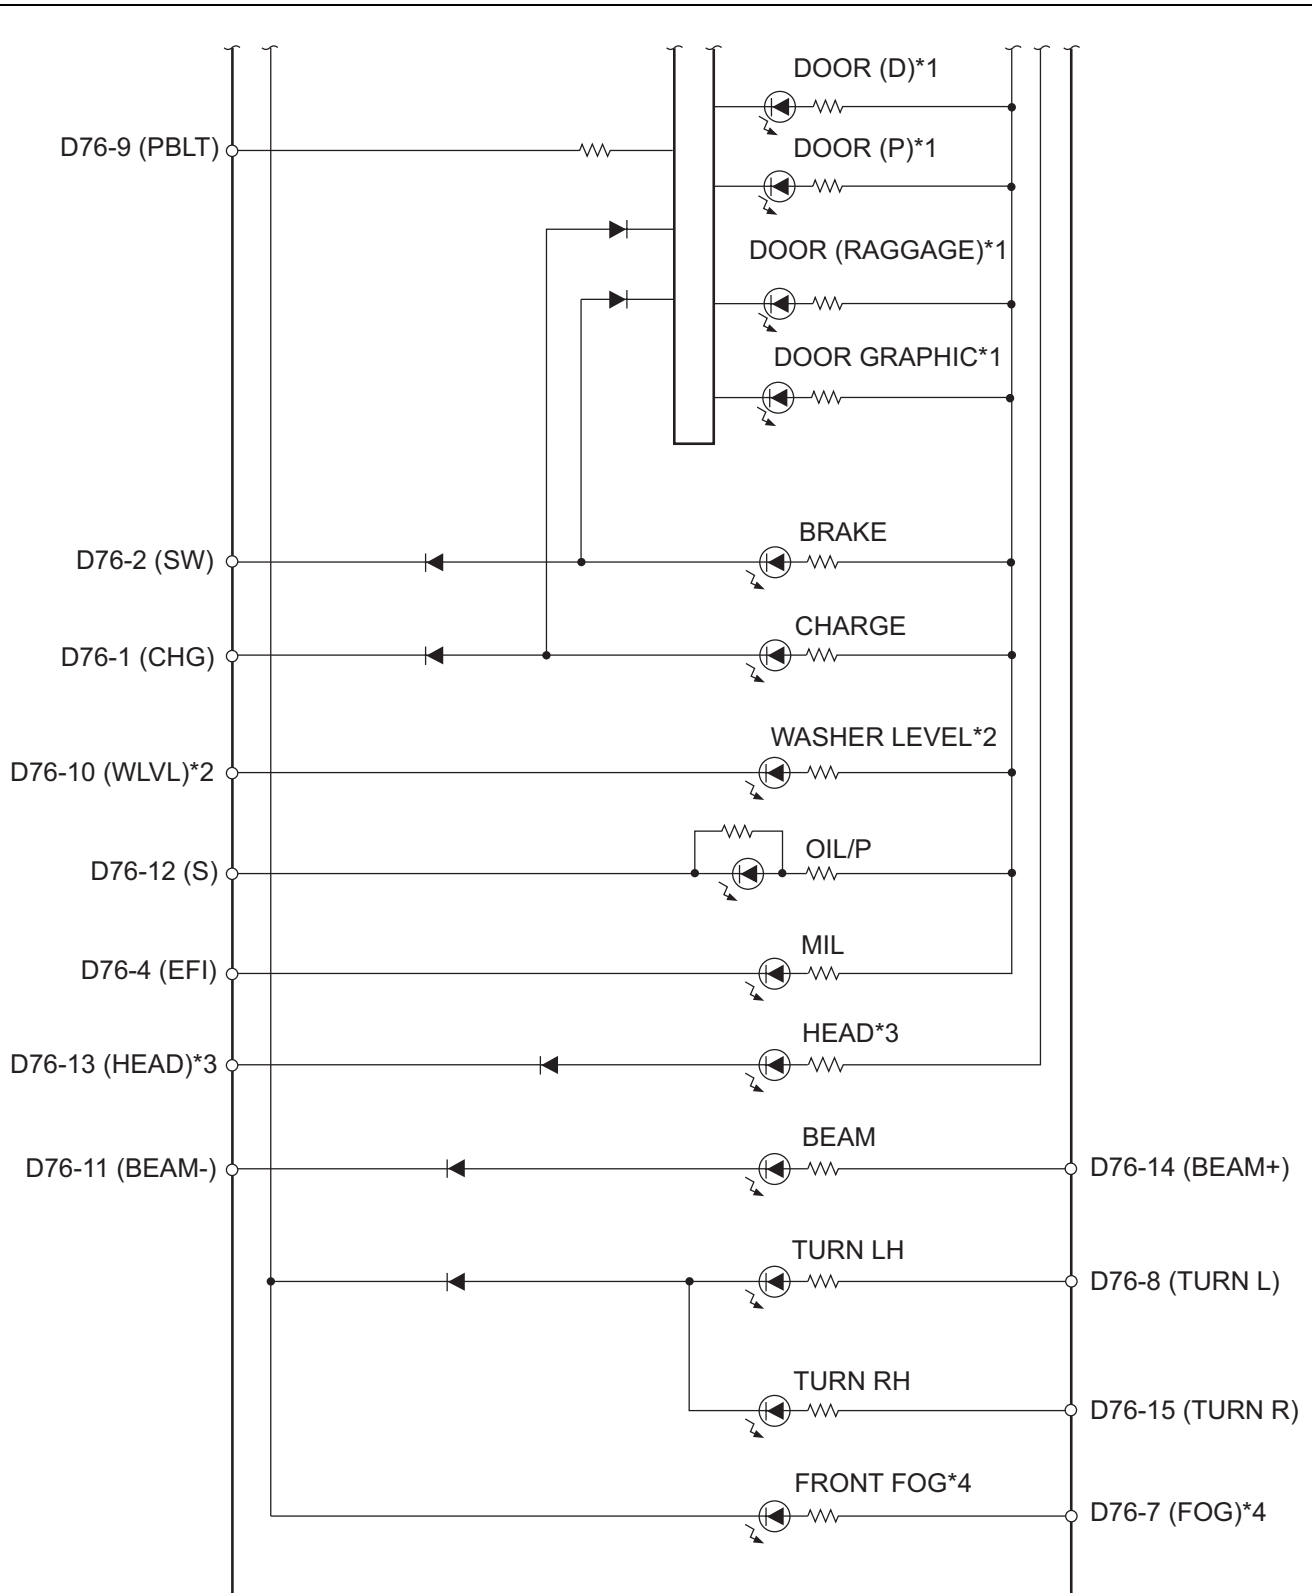 DOOR (D)*1
D76-9 (PBLT)
DOOR (P)*1
DOOR (RAGGAGE)*1
DOOR GRAPHIC*1
BRAKE
D76-2 (SW)
CHARGE
D76-1 (CHG)
WASHER LEVEL*2
D76-10 (WLVL)*2
OIL/P
D76-12 (S)
MIL
D76-4 (EFI)
HEAD*3
D76-13 (HEAD)*3
BEAM
D76-11 (BEAM-)
D76-14 (BEAM+)
TURN LH
D76-8 (TURN L)
TURN RH
D76-15 (TURN R)
FRONT FOG*4
D76-7 (FOG)*4